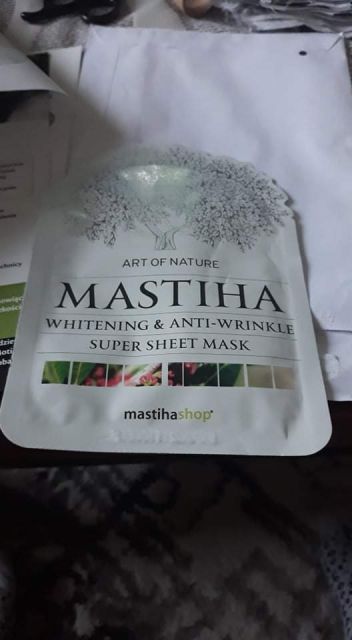 ART OF NATURE
MASTIHA
WHITENING & ANTI-WRINKLE
SUPER SHEET MASK
mastihashop®